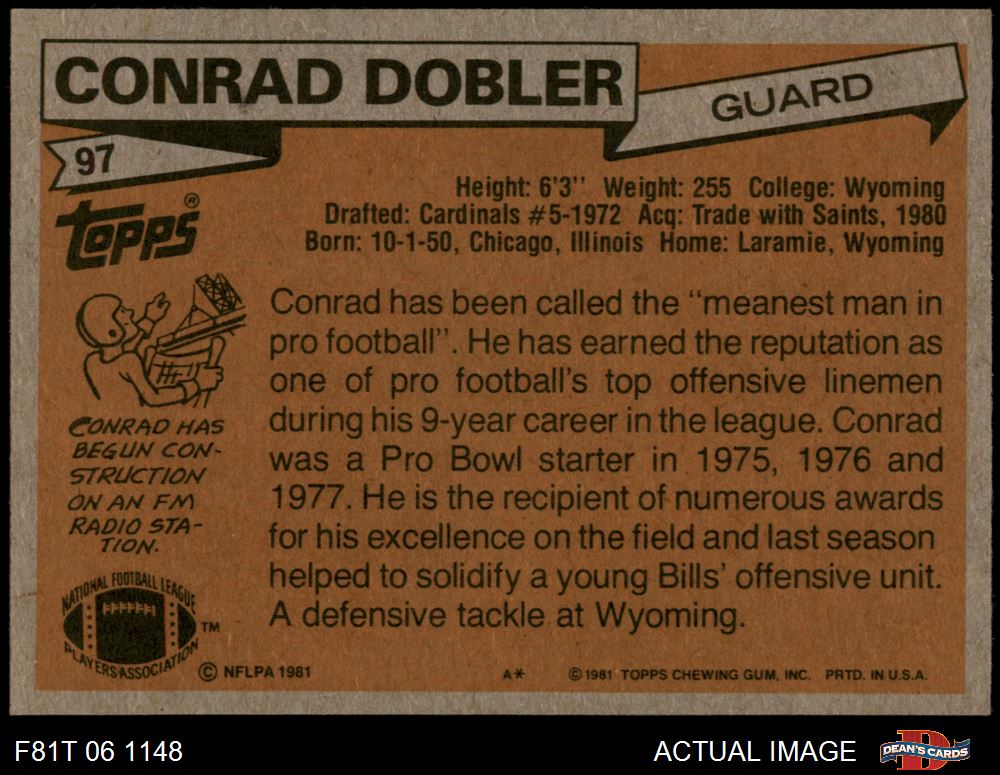 CONRAD DOBLER
GUARD
97
TOPPS®
Height: 6'3'' Weight: 255 College: Wyoming
Drafted: Cardinals #5-1972 Acq: Trade with Saints, 1980
Born: 10-1-50, Chicago, Illinois Home: Laramie, Wyoming
CONRAD HAS
BEGUN CON-
STRUCTION
ON AN FM
RADIO STA-
TION.
Conrad has been called the "meanest man in
pro football". He has earned the reputation as
one of pro football's top offensive linemen
during his 9-year career in the league. Conrad
was a Pro Bowl starter in 1975, 1976 and
1977. He is the recipient of numerous awards
for his excellence on the field and last season
helped to solidify a young Bills' offensive unit.
A defensive tackle at Wyoming.
NATIONAL FOOTBALL LEAGUE
PLAYERS ASSOCIATION
TM
© NFLPA 1981
A*
© 1981 TOPPS CHEWING GUM, INC. PRTD. IN U.S.A.
F81T 06 1148
ACTUAL IMAGE
D
DEAN'S CARDS